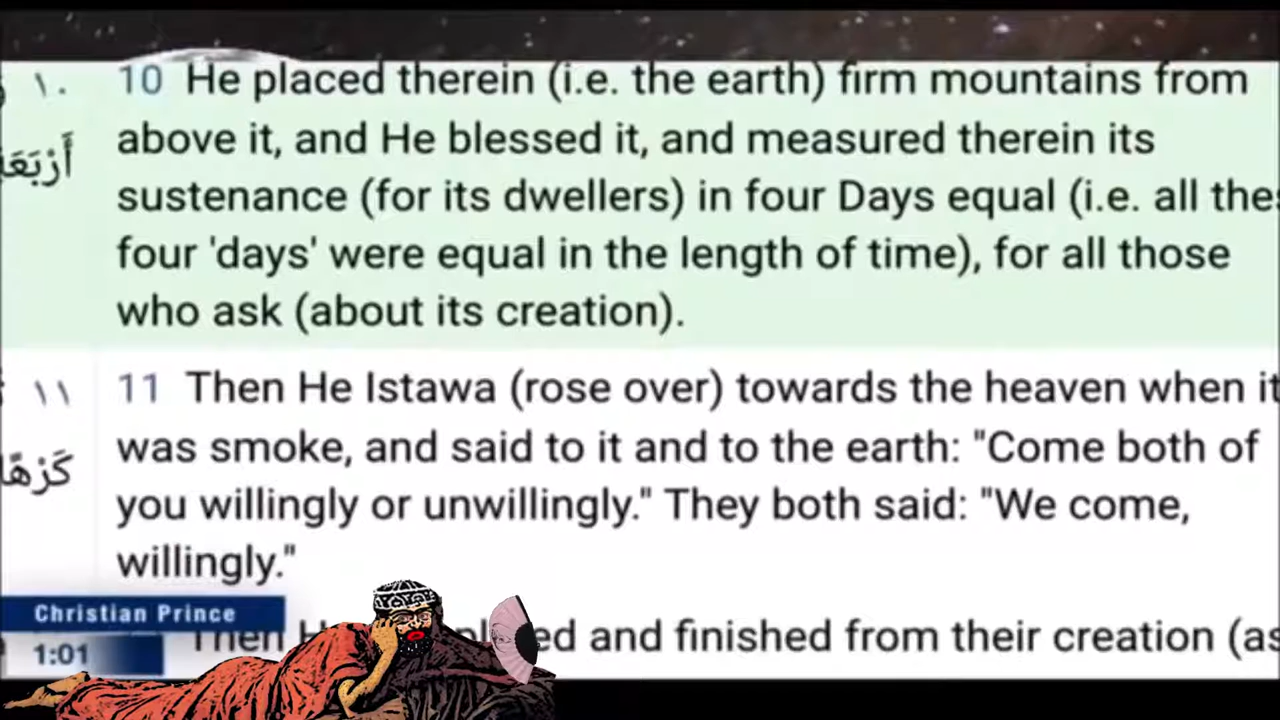 ١٠ 10 He placed therein (i.e. the earth) firm mountains from
above it, and He blessed it, and measured therein its
sustenance (for its dwellers) in four Days equal (i.e. all
four 'days' were equal in the length of time), for all those
who ask (about its creation).
١١ 11 Then He Istawa (rose over) towards the heaven when it
was smoke, and said to it and to the earth: "Come both of
you willingly or unwillingly." They both said: "We come,
willingly."
Christian Prince
Then and finished from their creation
1:01